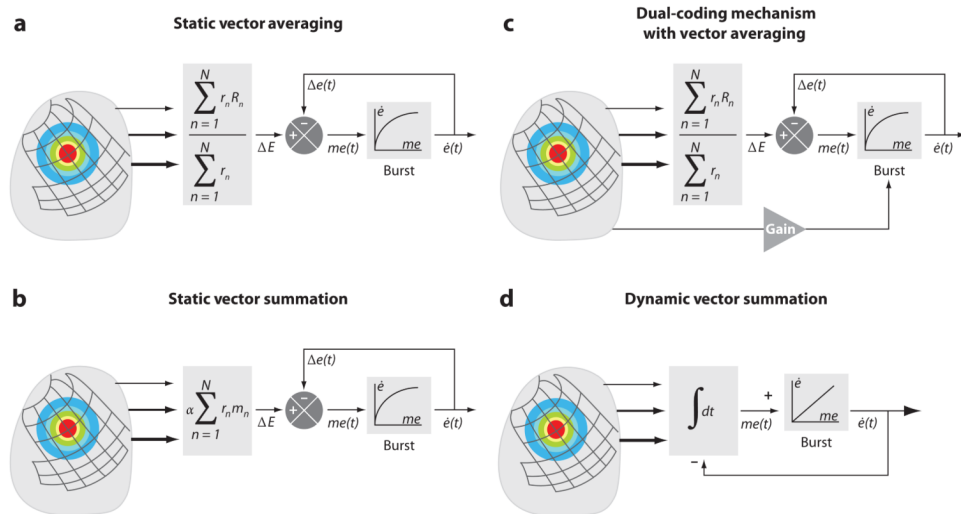 a
Static vector averaging
N
∑ r_n R_n
n = 1
N
∑ r_n
n = 1
ΔE
+ −
Δe(t)
me(t)
ė
me
Burst
ė(t)
c
Dual-coding mechanism
with vector averaging
N
∑ r_n R_n
n = 1
N
∑ r_n
n = 1
ΔE
+ −
Δe(t)
me(t)
ė
me
Burst
ė(t)
Gain
b
Static vector summation
N
α ∑ r_n m_n
n = 1
ΔE
+ −
Δe(t)
me(t)
ė
me
Burst
ė(t)
d
Dynamic vector summation
∫ dt
−
+
me(t)
ė
me
Burst
ė(t)